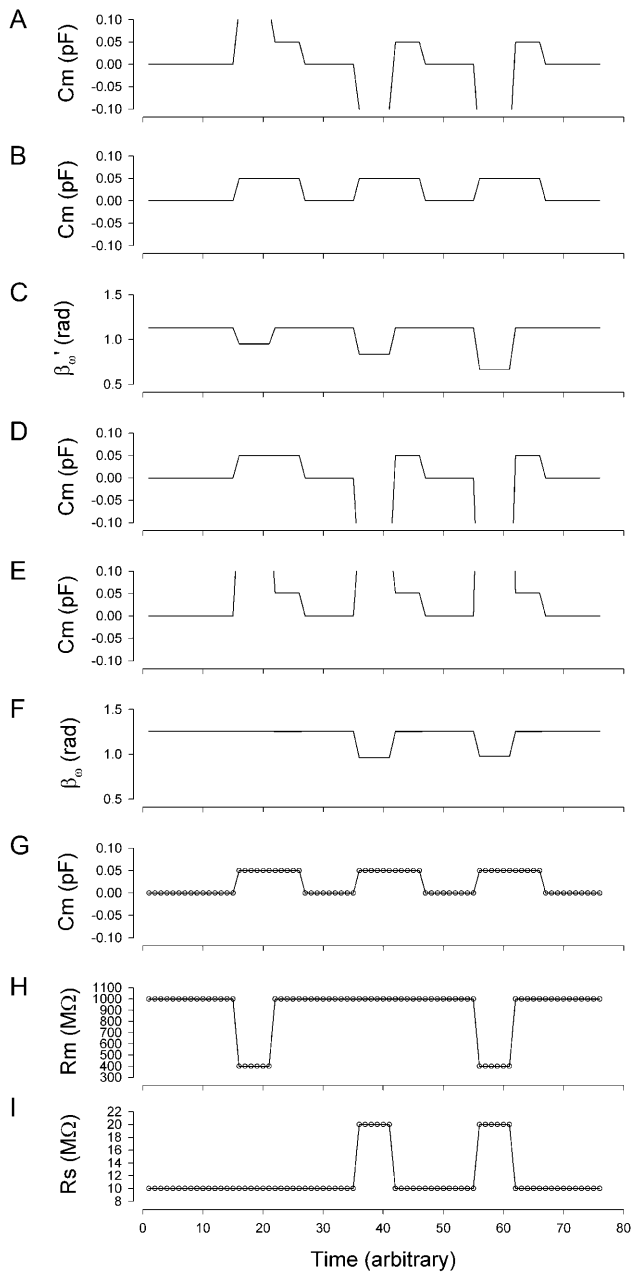 A
Cm (pF)
0.10
0.05
0.00
-0.05
-0.10
B
Cm (pF)
0.10
0.05
0.00
-0.05
-0.10
C
βω' (rad)
1.5
1.0
0.5
D
Cm (pF)
0.10
0.05
0.00
-0.05
-0.10
E
Cm (pF)
0.10
0.05
0.00
-0.05
-0.10
F
βω (rad)
1.5
1.0
0.5
G
Cm (pF)
0.10
0.05
0.00
-0.05
-0.10
H
Rm (MΩ)
1100
1000
900
800
700
600
500
400
300
I
Rs (MΩ)
22
20
18
16
14
12
10
8
0 10 20 30 40 50 60 70 80
Time (arbitrary)